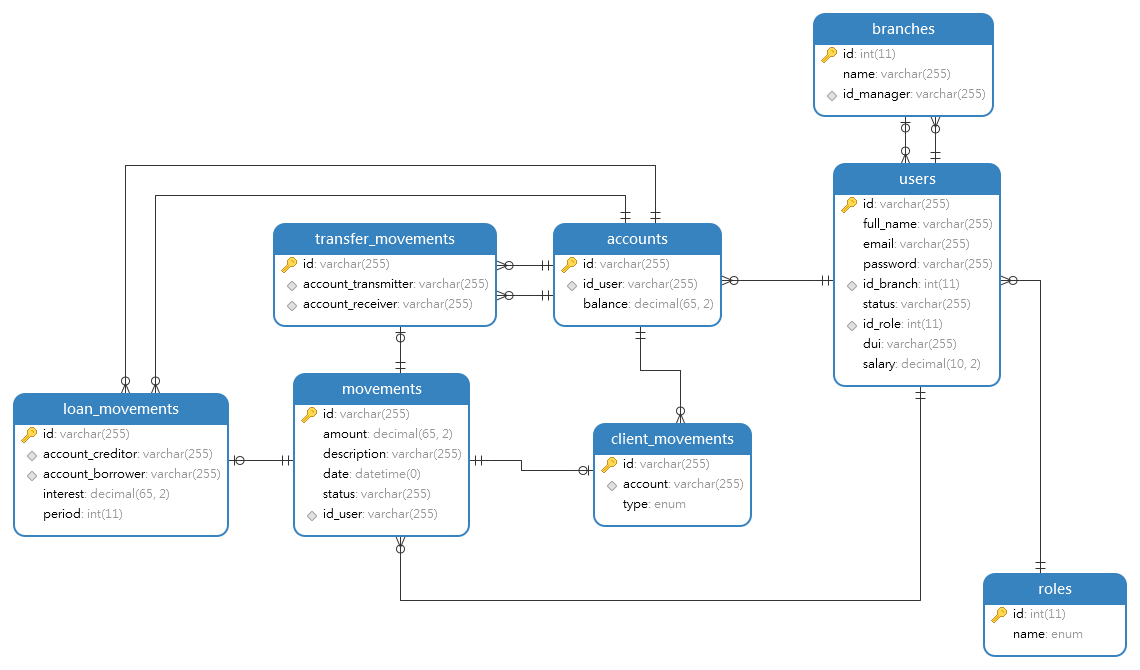 branches
id: int(11)
name: varchar(255)
id_manager: varchar(255)
users
id: varchar(255)
full_name: varchar(255)
email: varchar(255)
password: varchar(255)
id_branch: int(11)
status: varchar(255)
id_role: int(11)
dui: varchar(255)
salary: decimal(10, 2)
transfer_movements
id: varchar(255)
account_transmitter: varchar(255)
account_receiver: varchar(255)
accounts
id: varchar(255)
id_user: varchar(255)
balance: decimal(65, 2)
loan_movements
id: varchar(255)
account_creditor: varchar(255)
account_borrower: varchar(255)
interest: decimal(65, 2)
period: int(11)
movements
id: varchar(255)
amount: decimal(65, 2)
description: varchar(255)
date: datetime(0)
status: varchar(255)
id_user: varchar(255)
client_movements
id: varchar(255)
account: varchar(255)
type: enum
roles
id: int(11)
name: enum